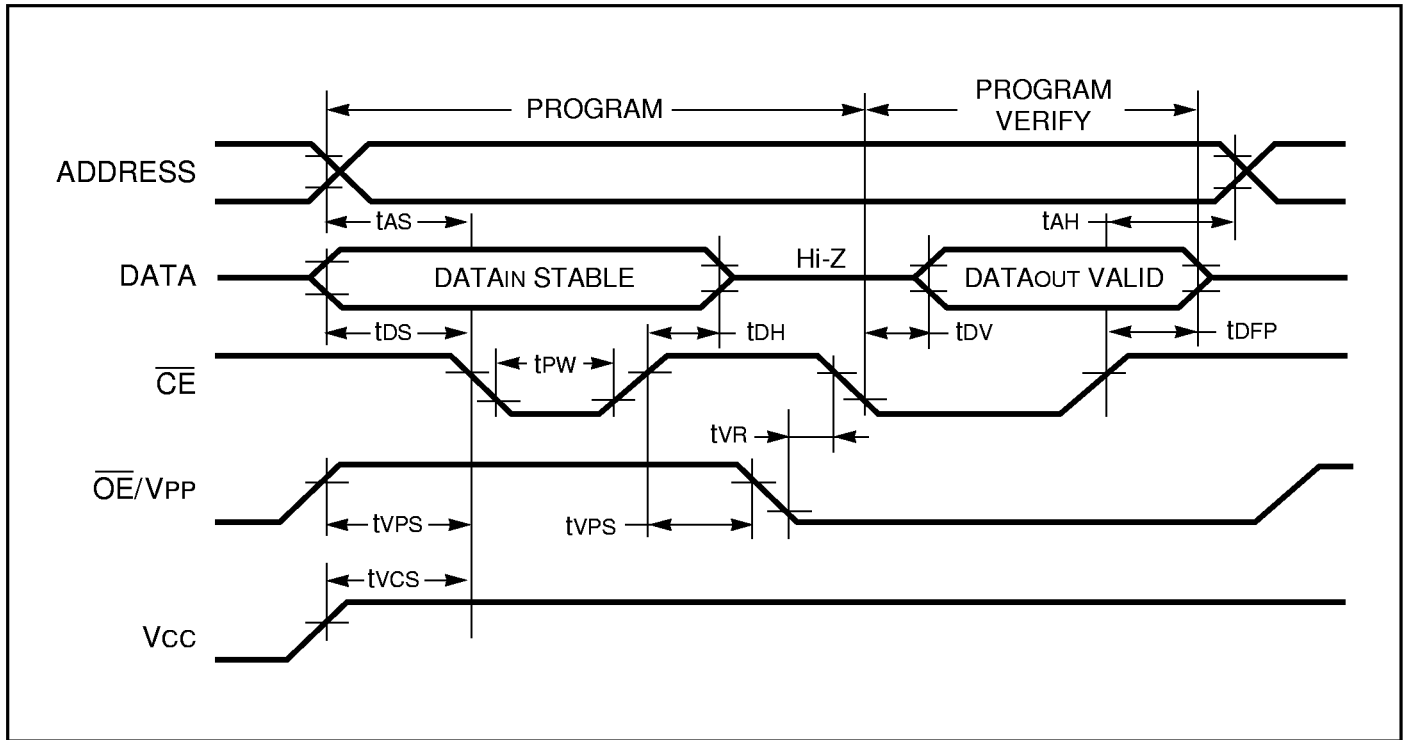 PROGRAM
PROGRAM
VERIFY
ADDRESS
tAS
tAH
DATA
DATAIN STABLE
Hi-Z
DATAOUT VALID
tDS
tDH
tDV
tDFP
CE
tPW
tVR
OE/VPP
tVPS
tVPS
tVCS
VCC